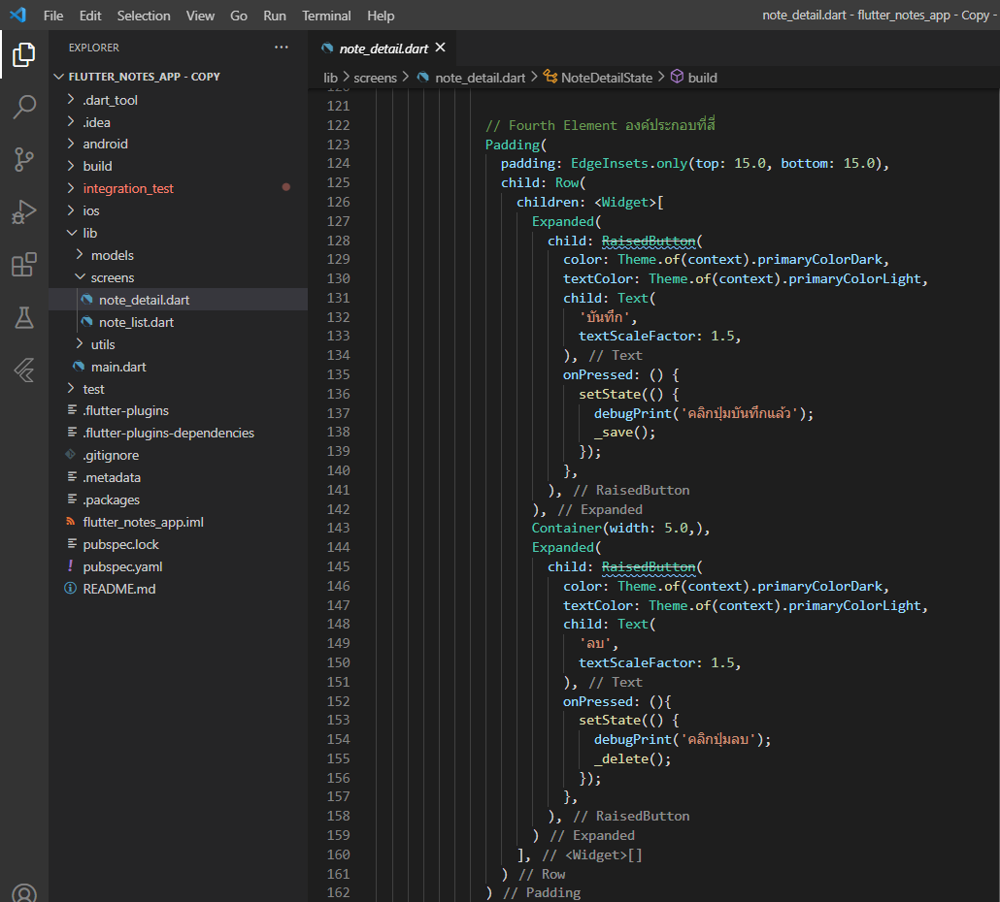 File Edit Selection View Go Run Terminal Help
note_detail.dart - flutter_notes_app - Copy -
EXPLORER
FLUTTER_NOTES_APP - COPY
.dart_tool
.idea
android
build
integration_test
ios
lib
models
screens
note_detail.dart
note_list.dart
utils
main.dart
test
.flutter-plugins
.flutter-plugins-dependencies
.gitignore
.metadata
.packages
flutter_notes_app.iml
pubspec.lock
pubspec.yaml
README.md
note_detail.dart
lib > screens > note_detail.dart > NoteDetailState > build
120
121
122 // Fourth Element องค์ประกอบที่สี่
123 Padding(
124 padding: EdgeInsets.only(top: 15.0, bottom: 15.0),
125 child: Row(
126 children: <Widget>[
127 Expanded(
128 child: RaisedButton(
129 color: Theme.of(context).primaryColorDark,
130 textColor: Theme.of(context).primaryColorLight,
131 child: Text(
132 'บันทึก',
133 textScaleFactor: 1.5,
134 ), // Text
135 onPressed: () {
136 setState(() {
137 debugPrint('คลิกปุ่มบันทึกแล้ว');
138 _save();
139 });
140 },
141 ), // RaisedButton
142 ), // Expanded
143 Container(width: 5.0,),
144 Expanded(
145 child: RaisedButton(
146 color: Theme.of(context).primaryColorDark,
147 textColor: Theme.of(context).primaryColorLight,
148 child: Text(
149 'ลบ',
150 textScaleFactor: 1.5,
151 ), // Text
152 onPressed: (){
153 setState(() {
154 debugPrint('คลิกปุ่มลบ');
155 _delete();
156 });
157 },
158 ), // RaisedButton
159 ) // Expanded
160 ], // <Widget>[]
161 ) // Row
162 ) // Padding